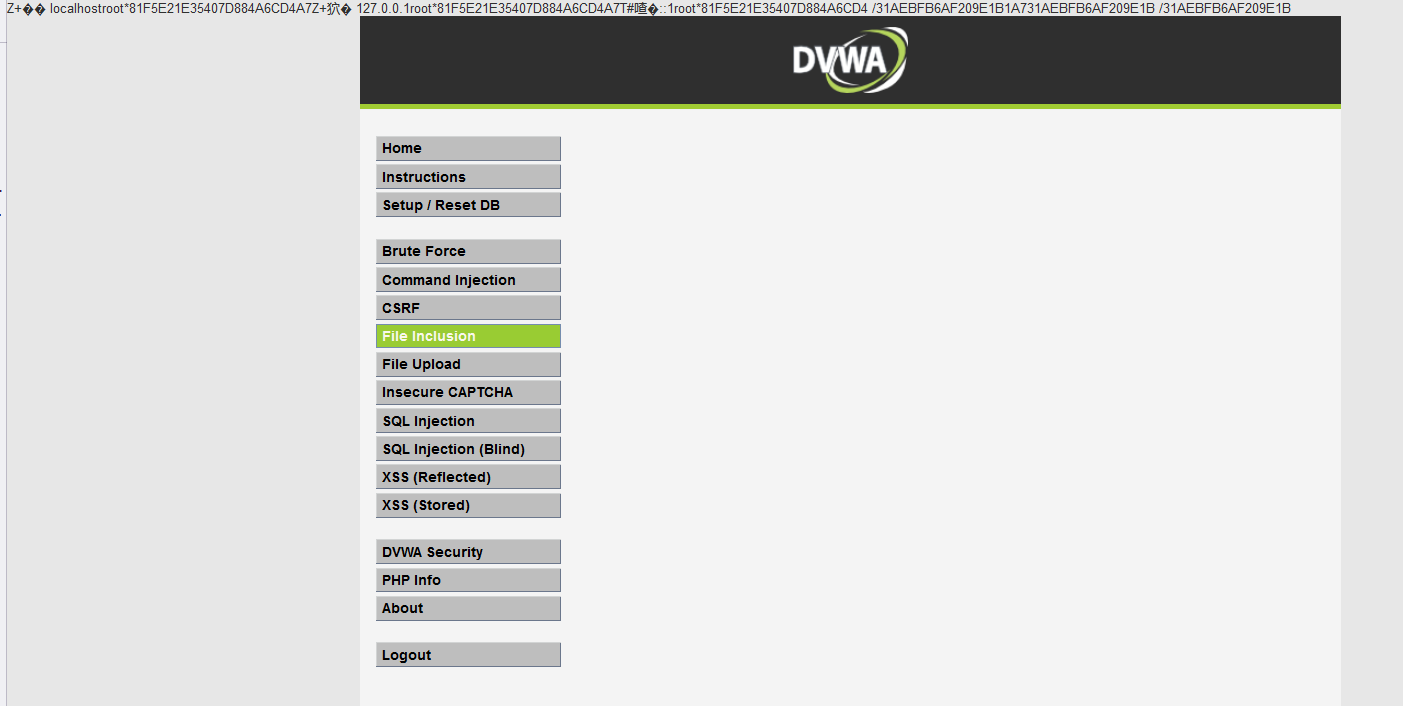 Z+�� localhostroot*81F5E21E35407D884A6CD4A7Z+犾� 127.0.0.1root*81F5E21E35407D884A6CD4A7T#喳�::1root*81F5E21E35407D884A6CD4 /31AEBFB6AF209E1B1A731AEBFB6AF209E1B /31AEBFB6AF209E1B
DVWA
Home
Instructions
Setup / Reset DB
Brute Force
Command Injection
CSRF
File Inclusion
File Upload
Insecure CAPTCHA
SQL Injection
SQL Injection (Blind)
XSS (Reflected)
XSS (Stored)
DVWA Security
PHP Info
About
Logout